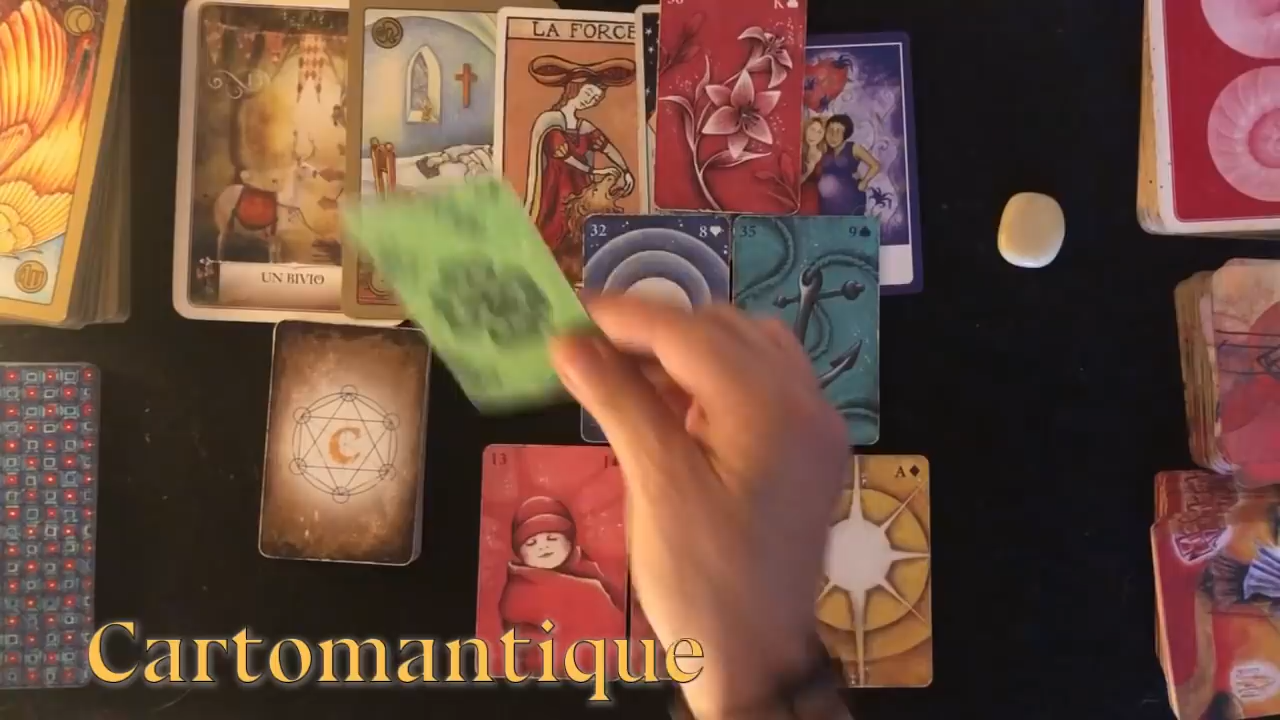 LA FORCE
K
UN BIVIO
32 8
35 9
C
13 J
A
Cartomantique